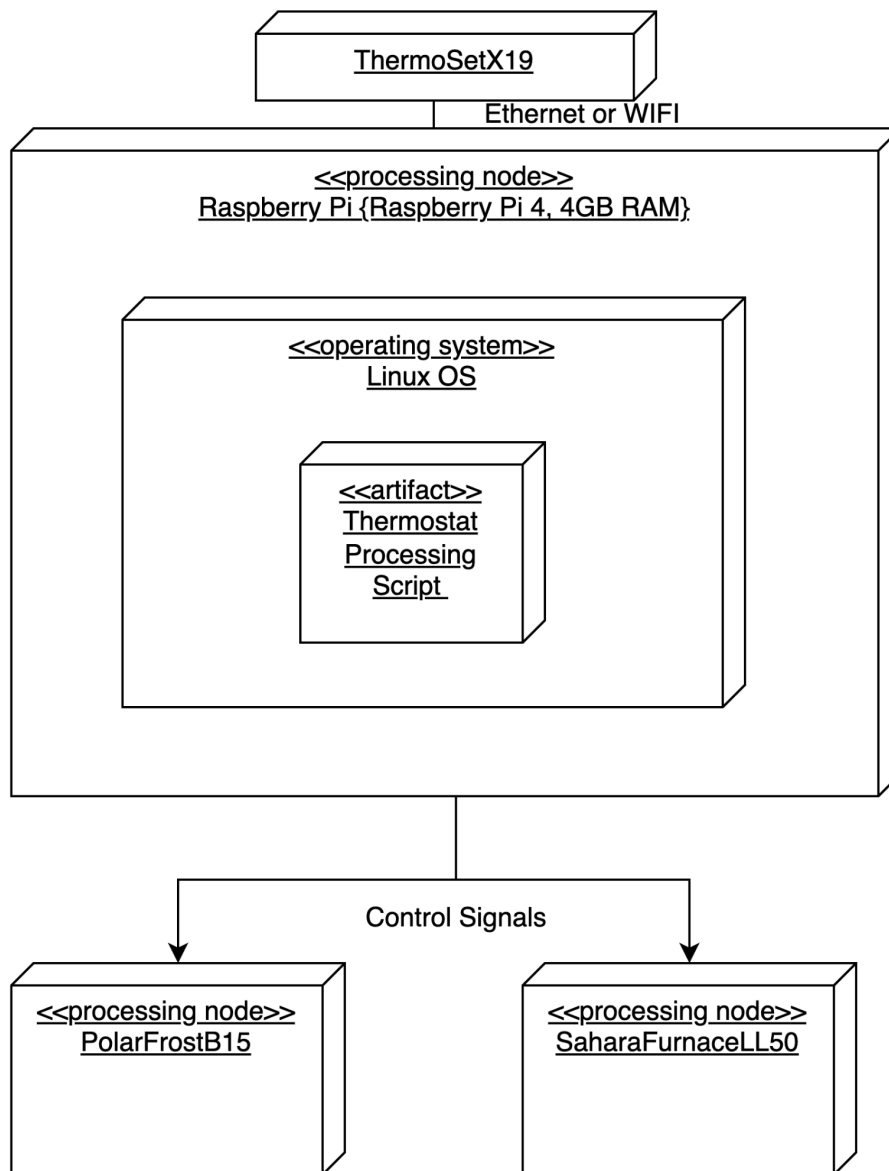 ThermoSetX19
Ethernet or WIFI
<<processing node>>
Raspberry Pi {Raspberry Pi 4, 4GB RAM}
<<operating system>>
Linux OS
<<artifact>>
Thermostat
Processing
Script
Control Signals
<<processing node>>
PolarFrostB15
<<processing node>>
SaharaFurnaceLL50